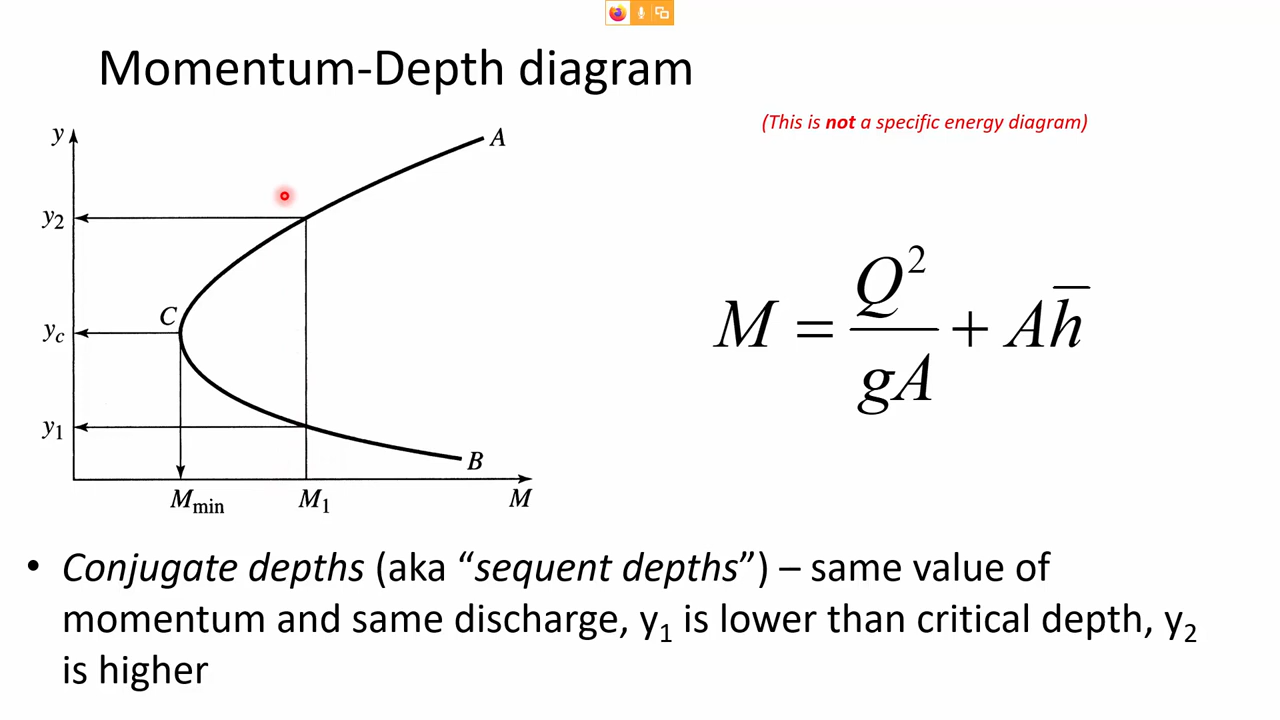 Momentum-Depth diagram
(This is not a specific energy diagram)
y
A
y₂
C
y_c
y₁
B
M_min
M₁
M
M = Q²/gA + Ah̅
• Conjugate depths (aka “sequent depths”) – same value of
momentum and same discharge, y₁ is lower than critical depth, y₂
is higher